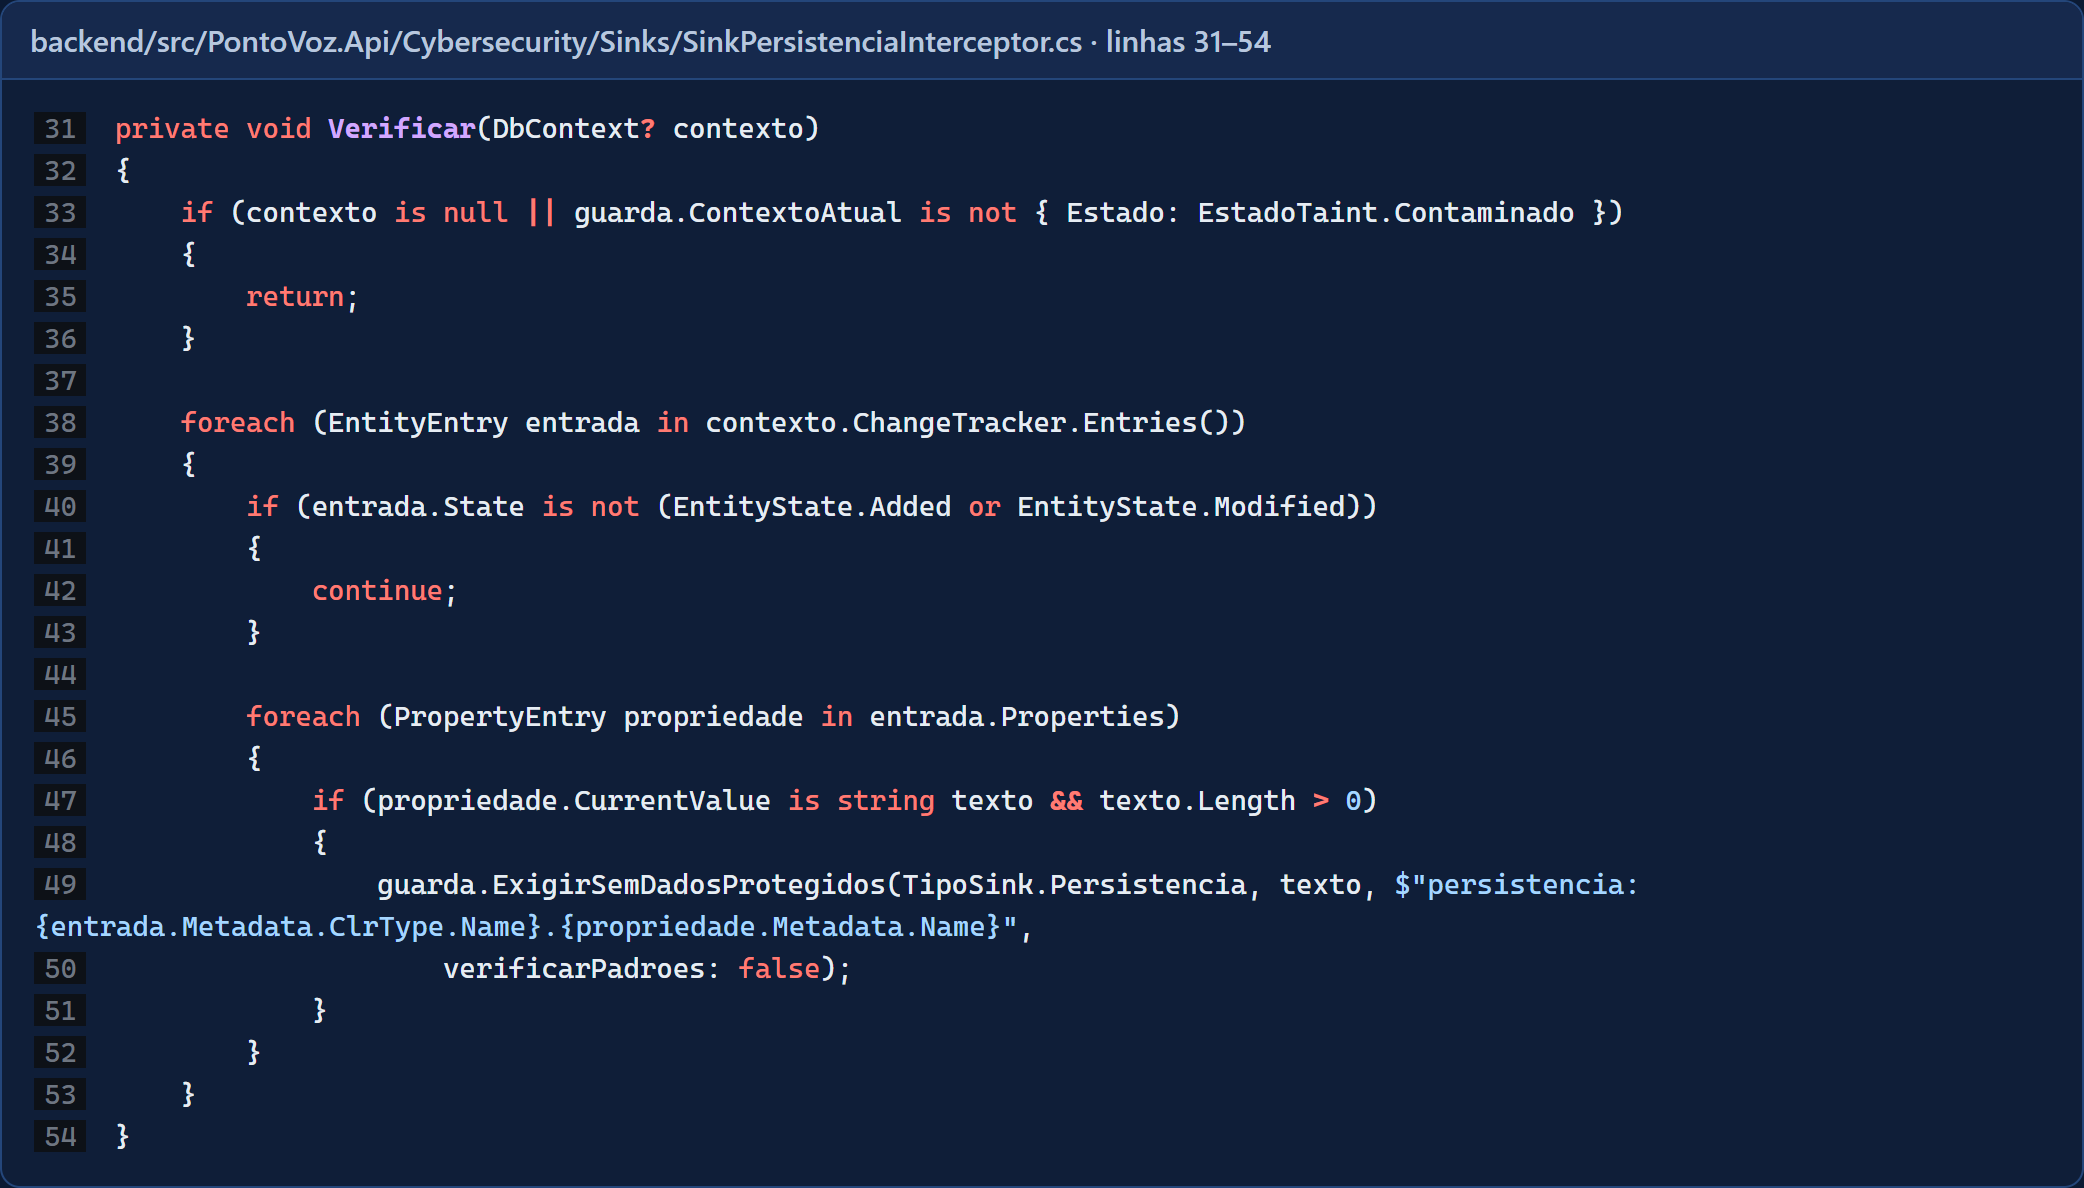 backend/src/PontoVoz.Api/Cybersecurity/Sinks/SinkPersistenciaInterceptor.cs · linhas 31–54
31 private void Verificar(DbContext? contexto)
32 {
33     if (contexto is null || guarda.ContextoAtual is not { Estado: EstadoTaint.Contaminado })
34     {
35         return;
36     }
37
38     foreach (EntityEntry entrada in contexto.ChangeTracker.Entries())
39     {
40         if (entrada.State is not (EntityState.Added or EntityState.Modified))
41         {
42             continue;
43         }
44
45         foreach (PropertyEntry propriedade in entrada.Properties)
46         {
47             if (propriedade.CurrentValue is string texto && texto.Length > 0)
48             {
49                 guarda.ExigirSemDadosProtegidos(TipoSink.Persistencia, texto, $"persistencia:
{entrada.Metadata.ClrType.Name}.{propriedade.Metadata.Name}",
50                     verificarPadroes: false);
51             }
52         }
53     }
54 }